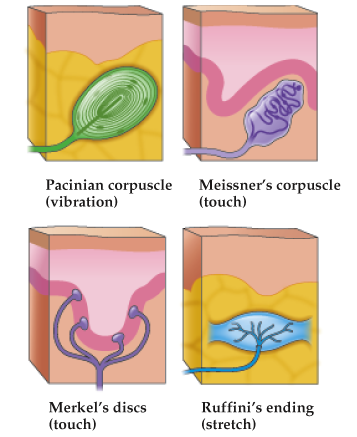 Pacinian corpuscle
(vibration)
Meissner's corpuscle
(touch)
Merkel's discs
(touch)
Ruffini's ending
(stretch)